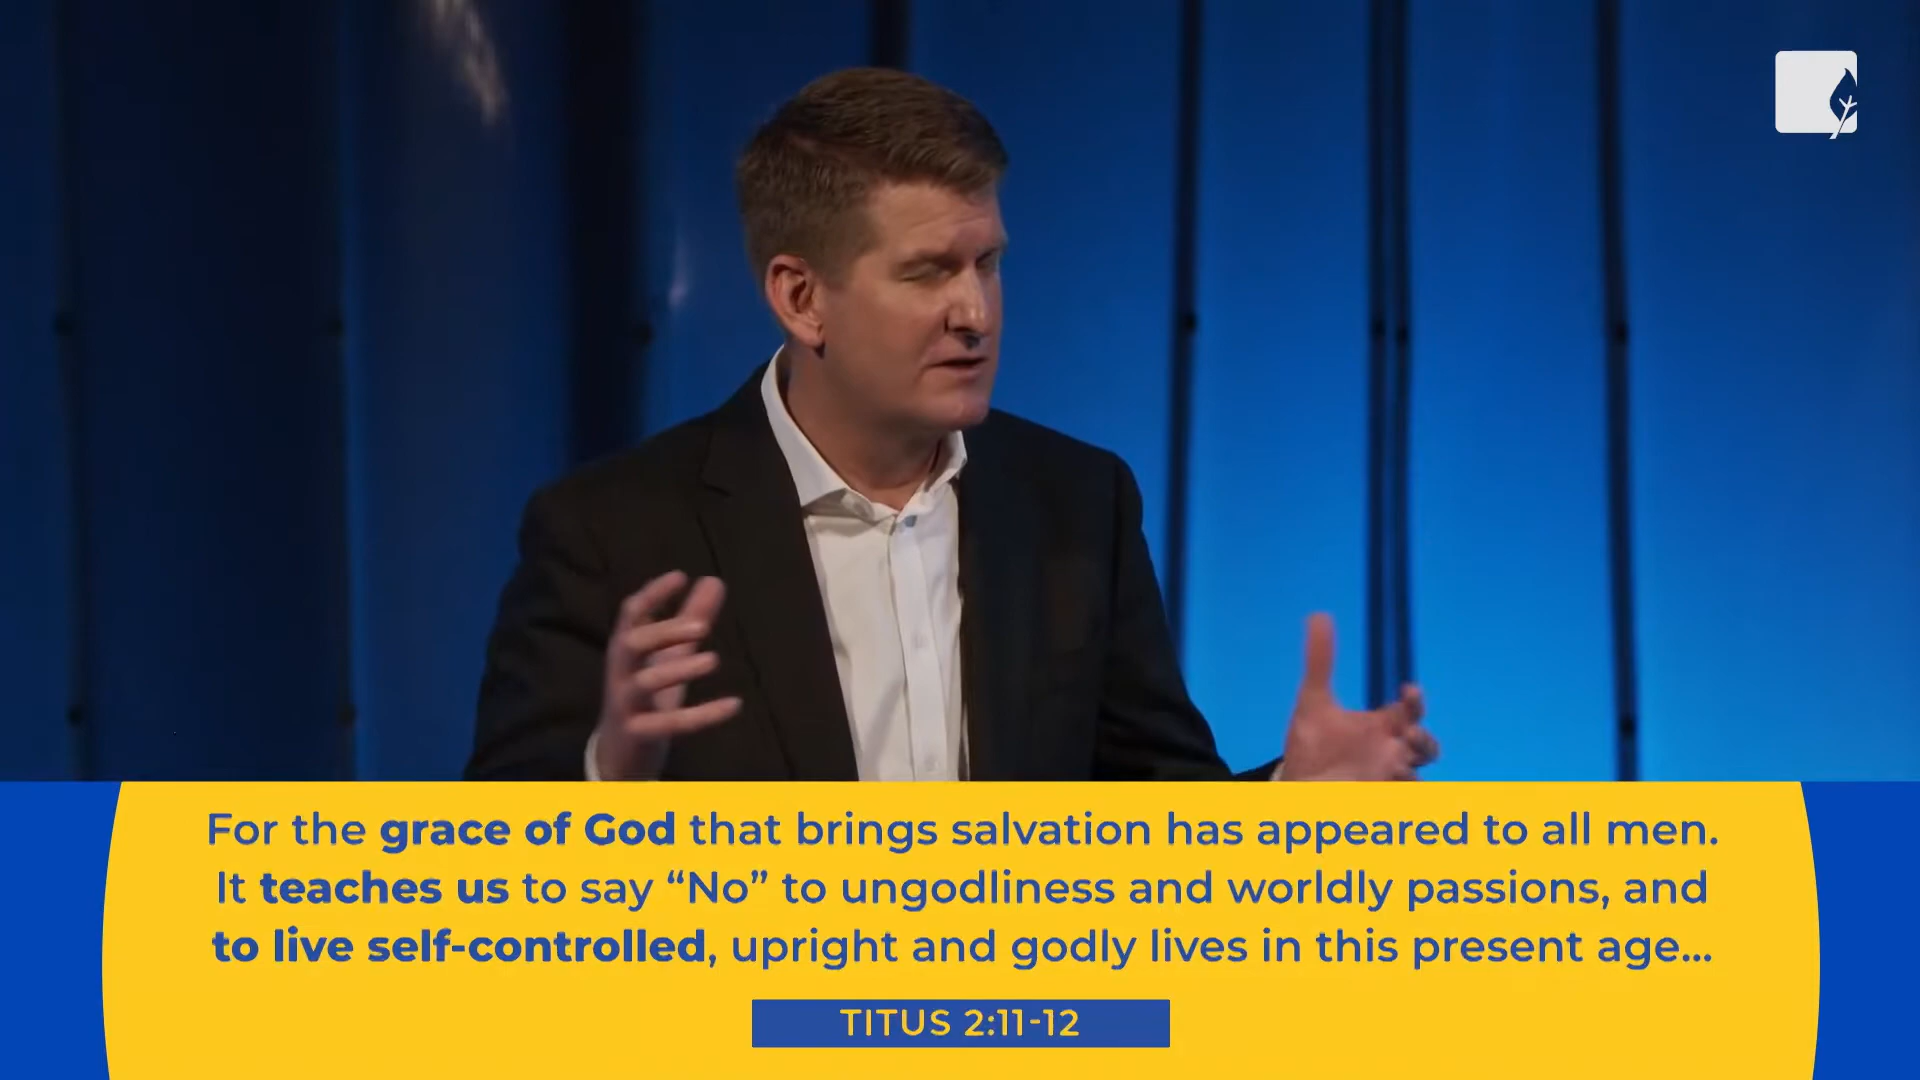 For the grace of God that brings salvation has appeared to all men.
It teaches us to say “No” to ungodliness and worldly passions, and
to live self-controlled, upright and godly lives in this present age...
TITUS 2:11-12